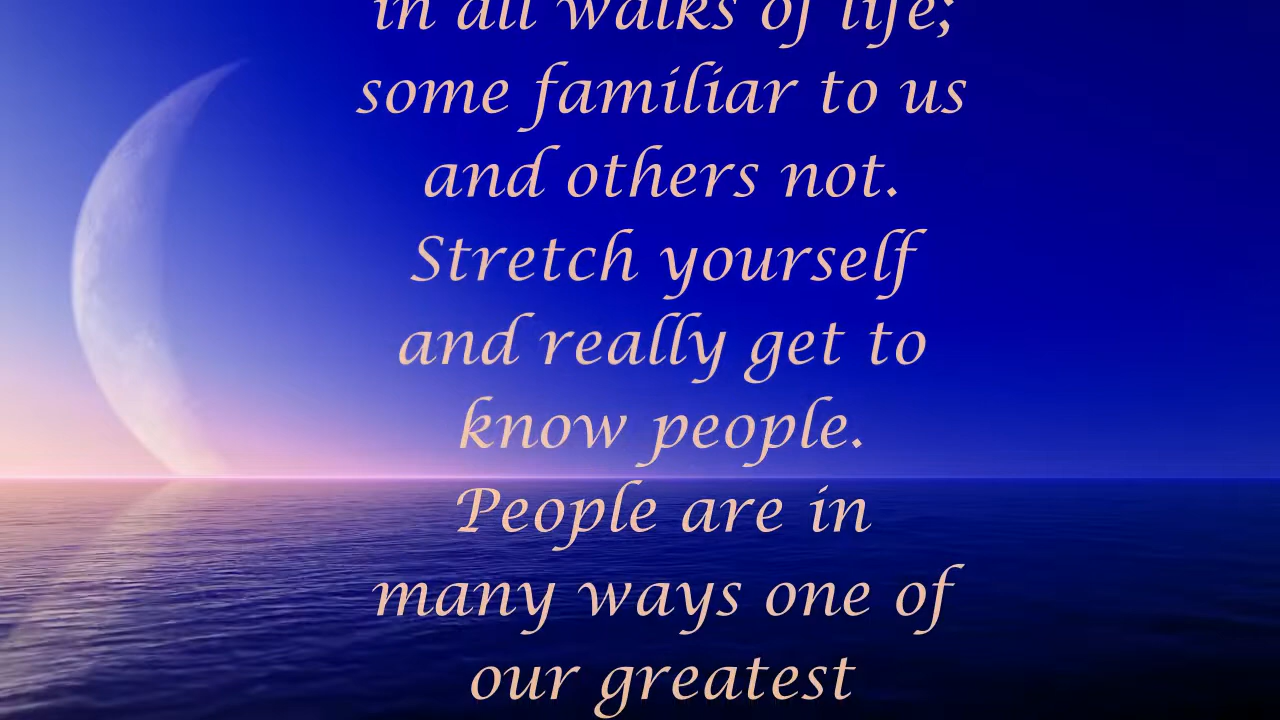 in all walks of life;
some familiar to us
and others not.
Stretch yourself
and really get to
know people.
People are in
many ways one of
our greatest